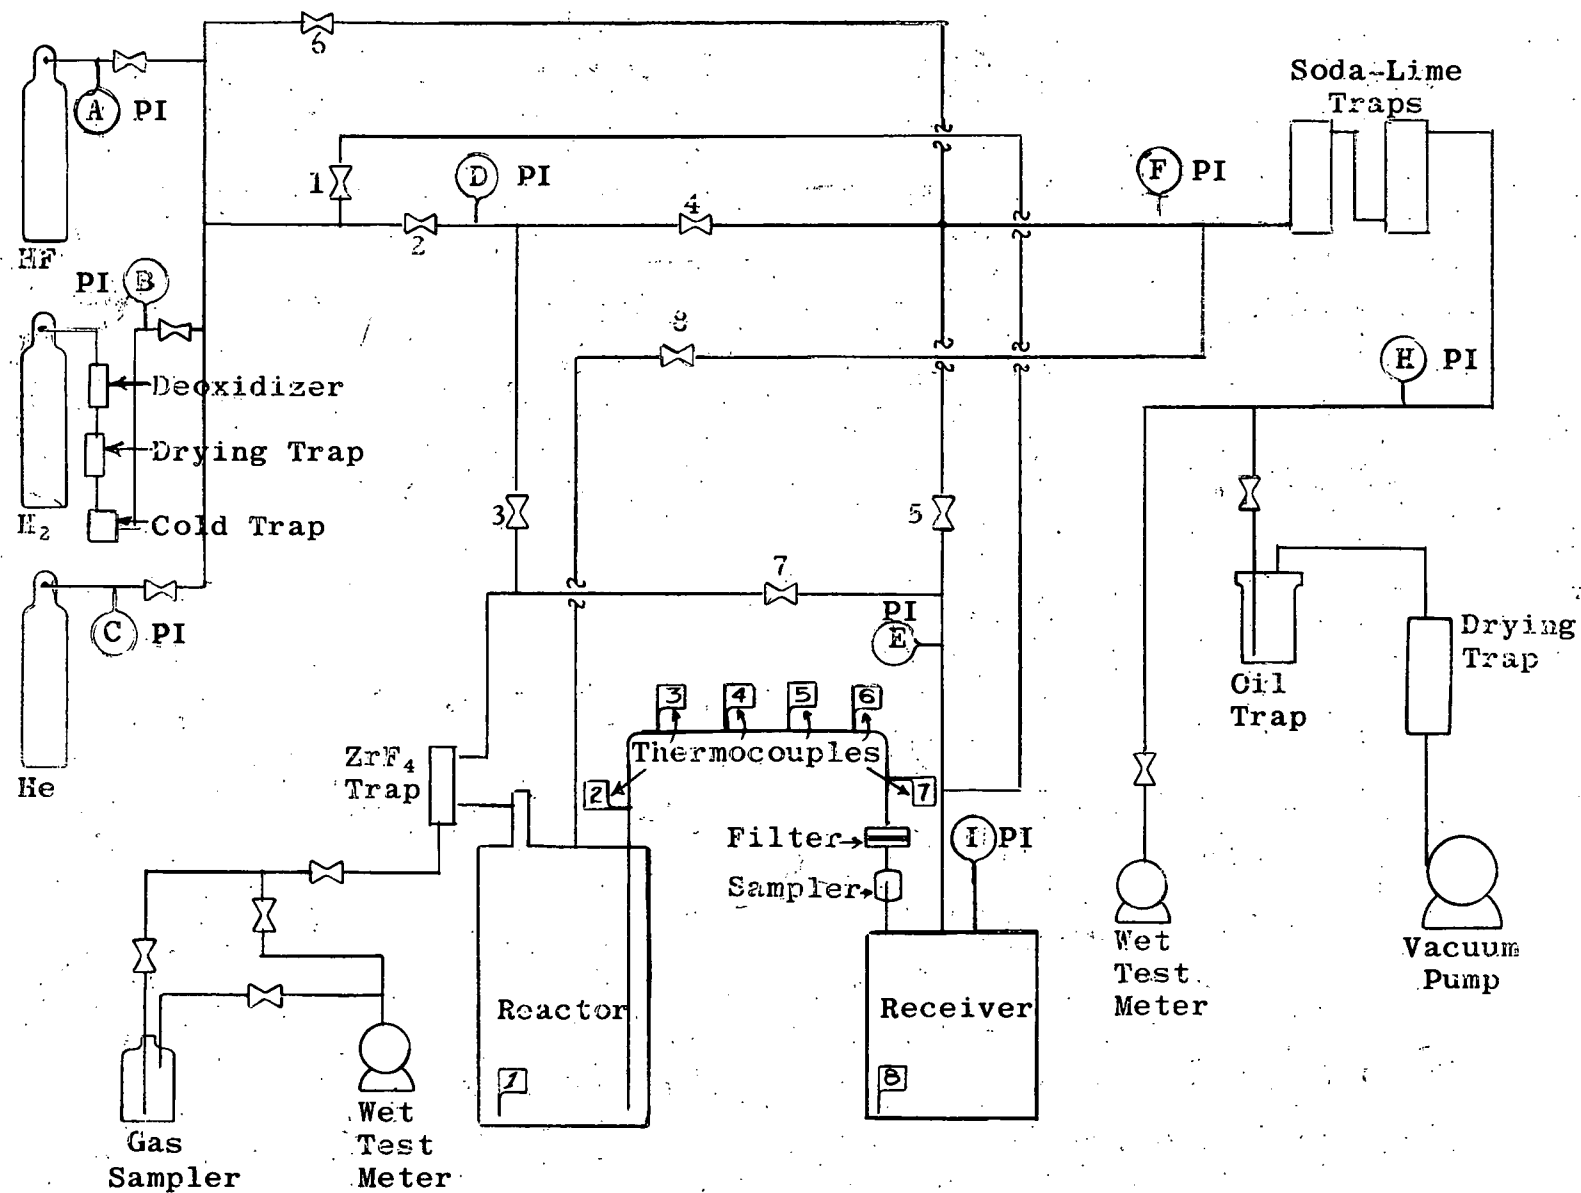 6
Soda-Lime
Traps
A PI
1
D PI
4
F PI
2
HF
PI B
8
H PI
Deoxidizer
Drying Trap
H2
Cold Trap
3
5
7
PI
E
C PI
Drying
Trap
Oil
Trap
3 4 5 6
Thermocouples
ZrF4
Trap
He
2
7
Filter
I PI
Sampler
Wet
Test
Meter
Vacuum
Pump
Reactor
Receiver
1
8
Gas
Sampler
Wet
Test
Meter